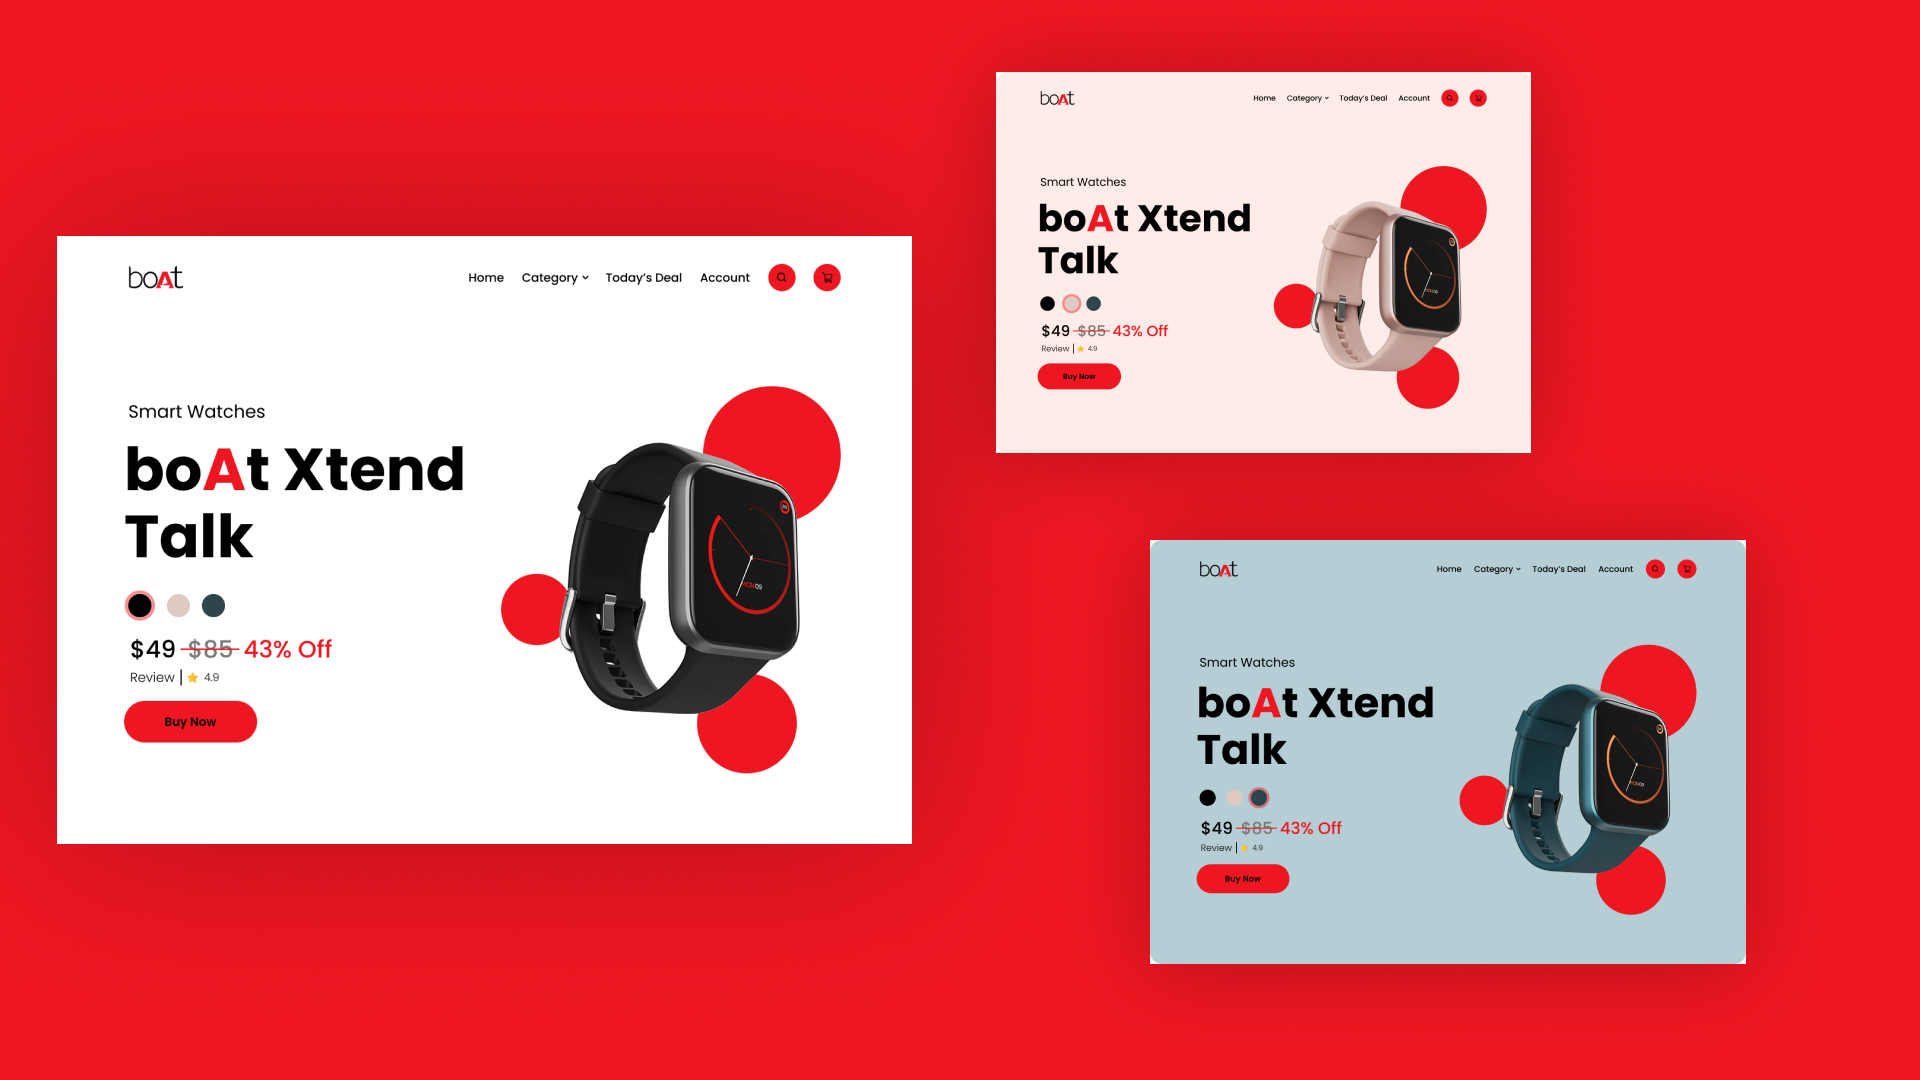 boAt
Home Category Today's Deal Account
Smart Watches
boAt Xtend
Talk
$49 $85 43% Off
Review | 4.9
Buy Now
MON 09
boAt
Home Category Today's Deal Account
Smart Watches
boAt Xtend
Talk
$49 $85 43% Off
Review | 4.9
Buy Now
boAt
Home Category Today's Deal Account
Smart Watches
boAt Xtend
Talk
$49 $85 43% Off
Review | 4.9
Buy Now